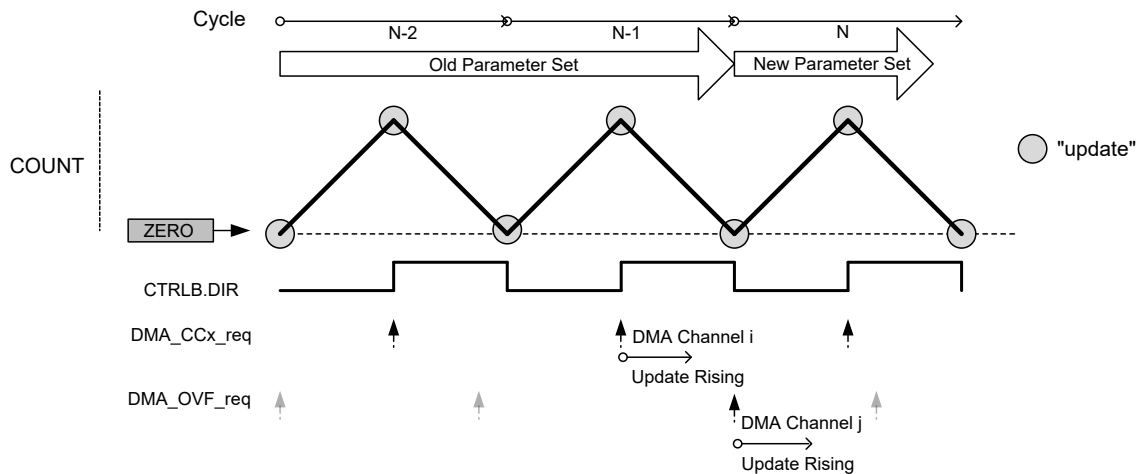 Cycle
N-2
N-1
N
Old Parameter Set
New Parameter Set
COUNT
"update"
ZERO
CTRLB.DIR
DMA_CCx_req
DMA Channel i
Update Rising
DMA_OVF_req
DMA Channel j
Update Rising